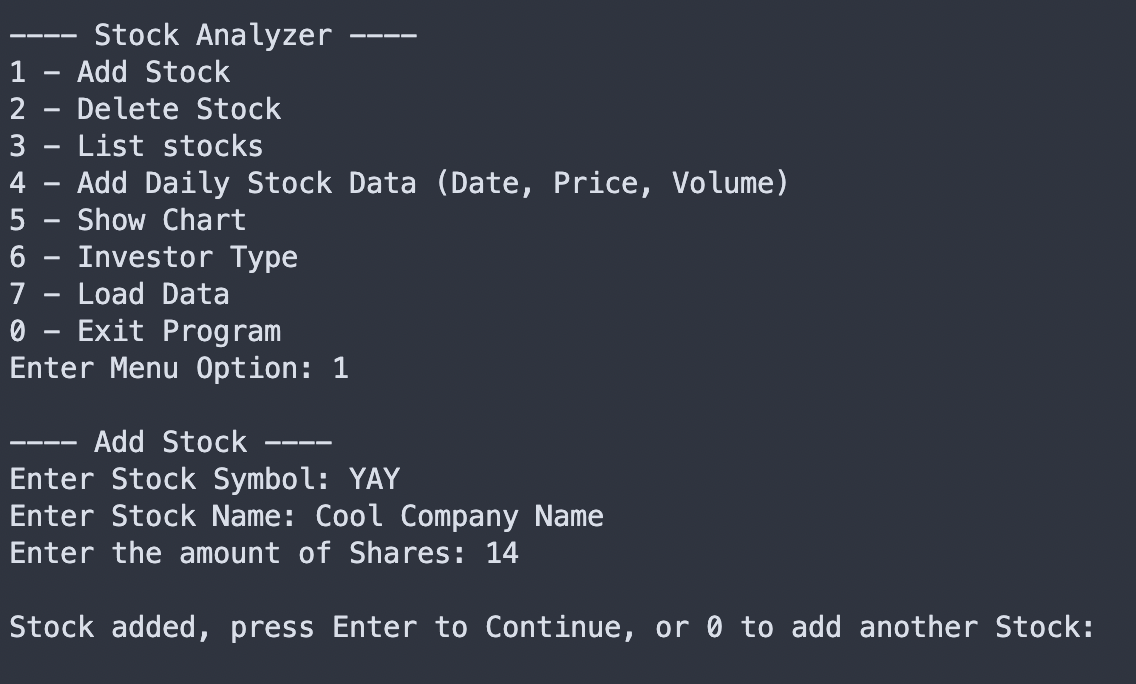 ---- Stock Analyzer ----
1 - Add Stock
2 - Delete Stock
3 - List stocks
4 - Add Daily Stock Data (Date, Price, Volume)
5 - Show Chart
6 - Investor Type
7 - Load Data
0 - Exit Program
Enter Menu Option: 1
---- Add Stock ----
Enter Stock Symbol: YAY
Enter Stock Name: Cool Company Name
Enter the amount of Shares: 14
Stock added, press Enter to Continue, or 0 to add another Stock: